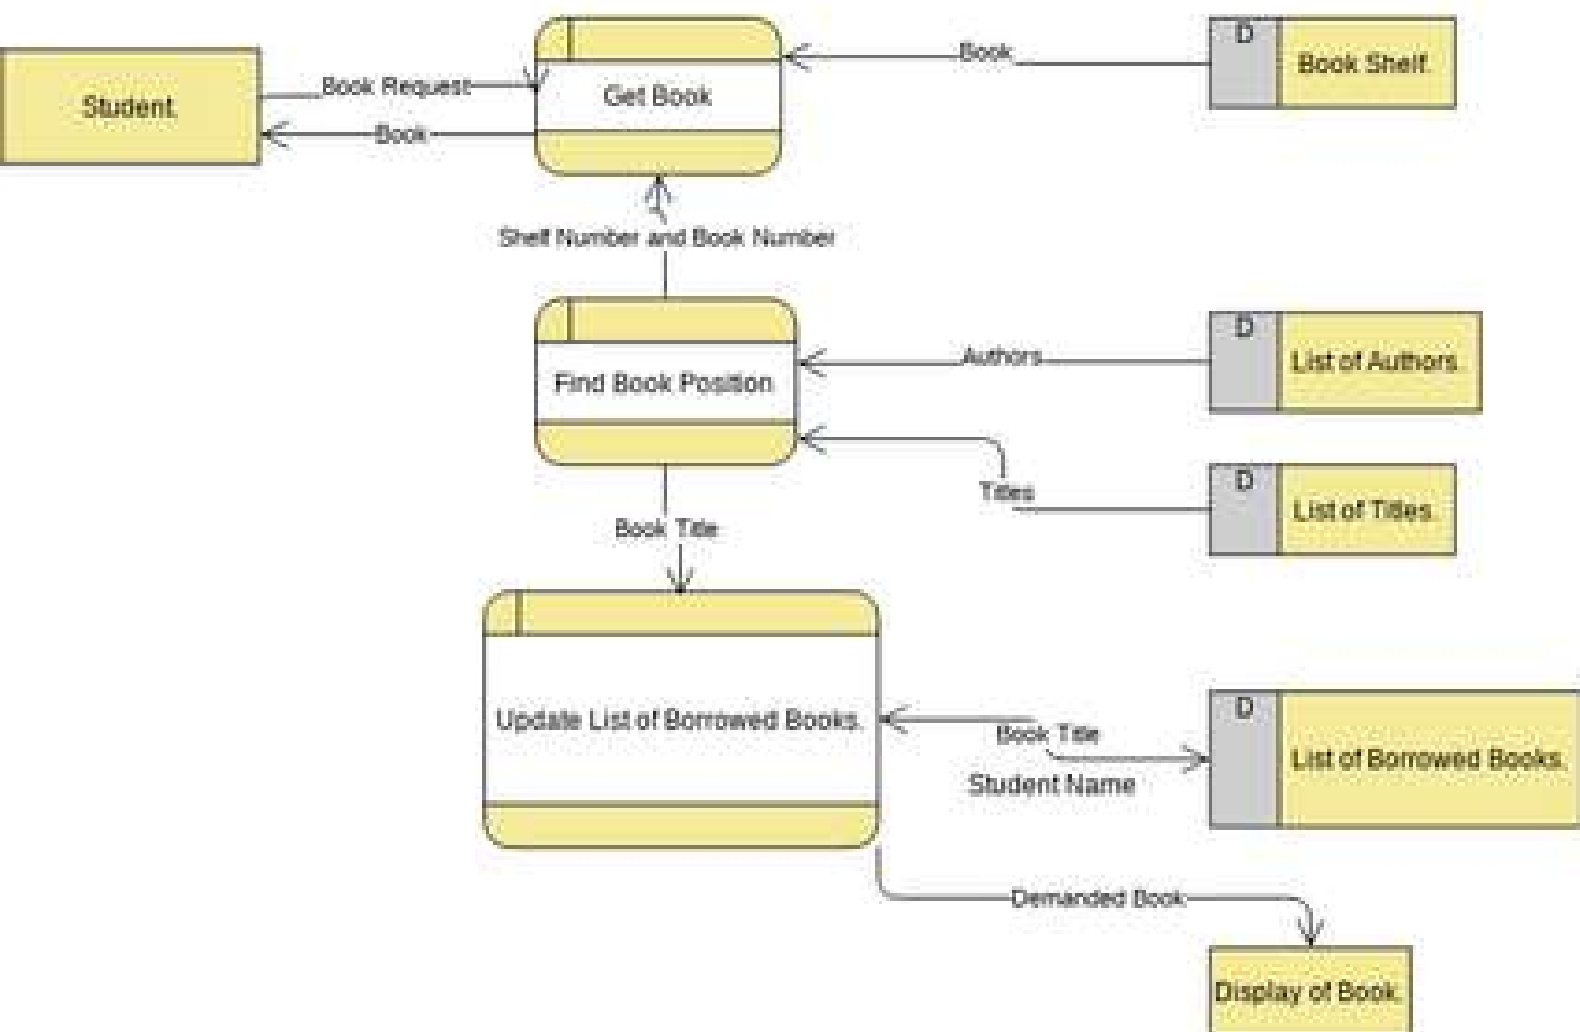 D
Book
Book Shelf.
Book Request
Get Book
Student.
Book
Shelf Number and Book Number
D
Authors
List of Authors.
Find Book Position
D
Titles
List of Titles.
Book Title
D
Update List of Borrowed Books.
Book Title
List of Borrowed Books.
Student Name
Demanded Book
Display of Book.